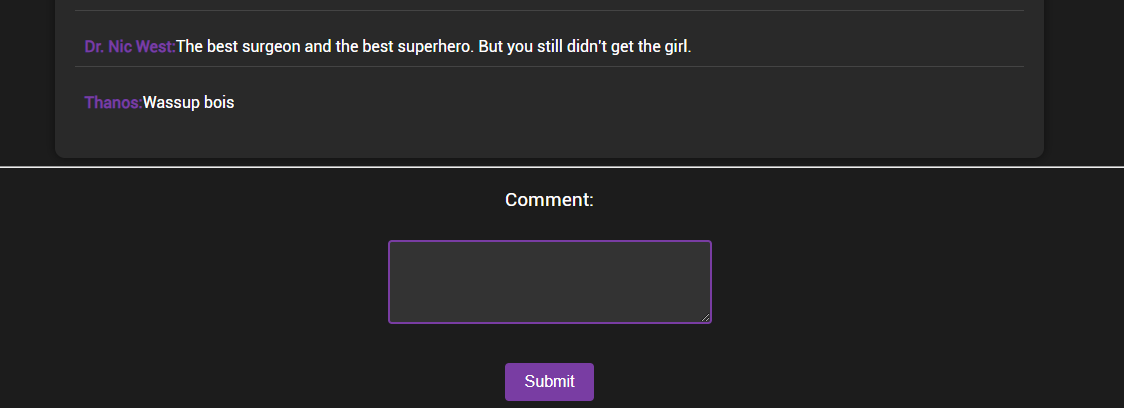 Dr. Nic West:The best surgeon and the best superhero. But you still didn't get the girl.
Thanos:Wassup bois
Comment:
Submit